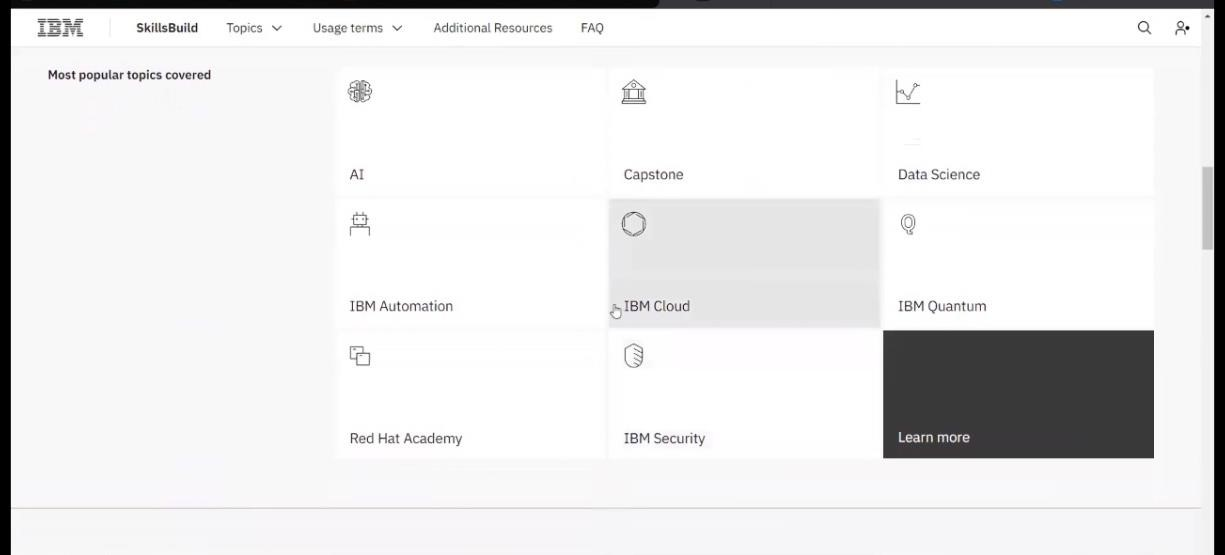 IBM SkillsBuild Topics Usage terms Additional Resources FAQ
Most popular topics covered
AI Capstone Data Science
IBM Automation IBM Cloud IBM Quantum
Red Hat Academy IBM Security Learn more